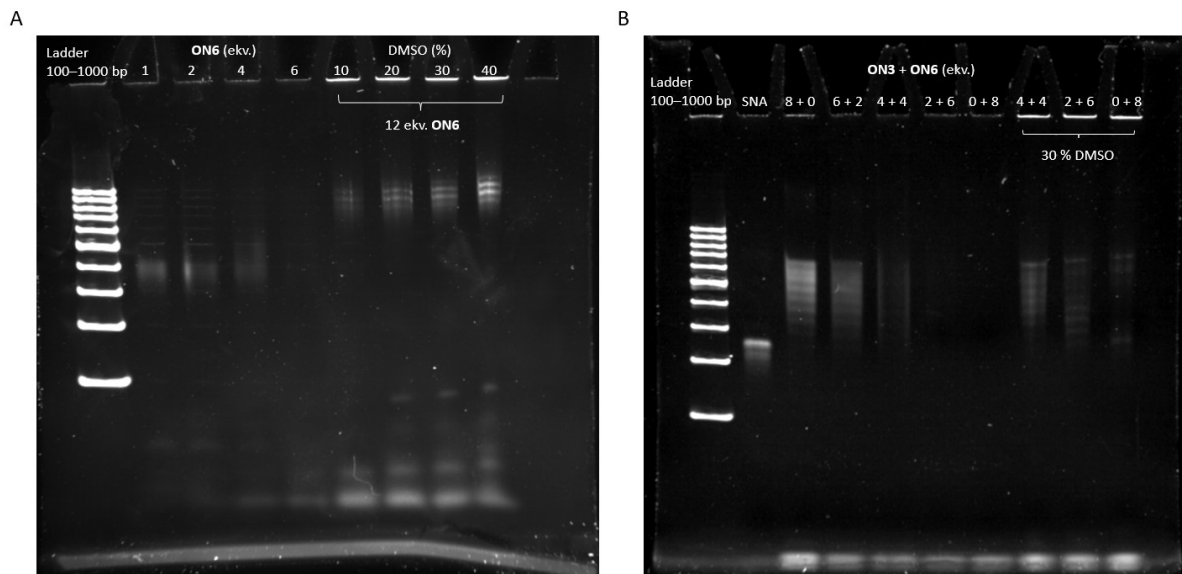 A
Ladder
100–1000 bp
ON6 (ekv.)
1 2 4 6
DMSO (%)
10 20 30 40
12 ekv. ON6
B
Ladder
100–1000 bp
SNA
ON3 + ON6 (ekv.)
8 + 0 6 + 2 4 + 4 2 + 6 0 + 8 4 + 4 2 + 6 0 + 8
30 % DMSO